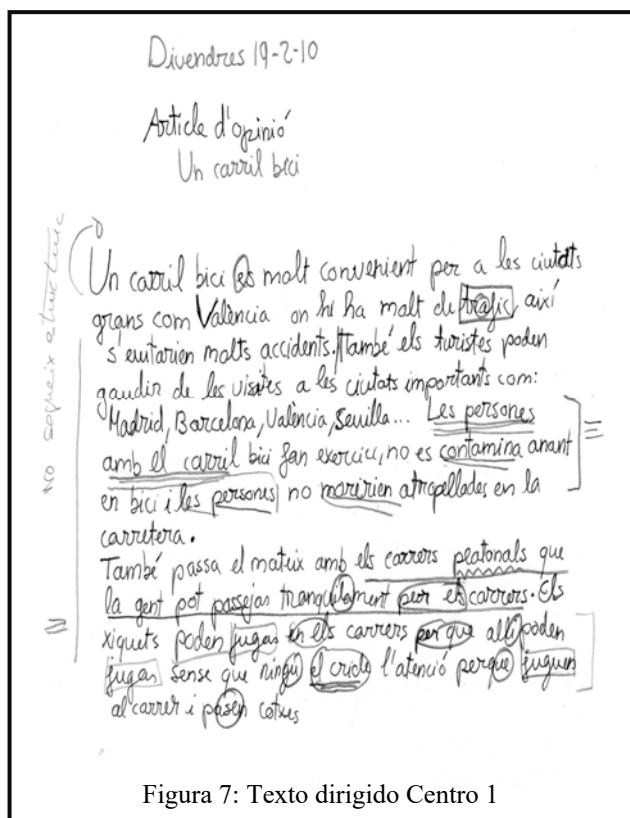 Divendres 19-2-10
Article d'opinió
Un carril bici
No segueix estructura
Un carril bici es molt convenient per a les ciutats
grans com València on hi ha molt de trafic, així
s'evitarien molts accidents. També els turistes poden
gaudir de les visites a les ciutats importants com:
Madrid, Barcelona, València, Sevilla... Les persones
amb el carril bici fan exercici, no es contamina anant
en bici i les persones no moririen atropellades en la
carretera.
També passa el mateix amb els carrers peatonals que
la gent pot passejar tranquilament per els carrers. Els
xiquets poden jugar en els carrers per que alli poden
jugar sense que ningú el cride l'atenció perque juguen
al carrer i pasen cotxes
Figura 7: Texto dirigido Centro 1